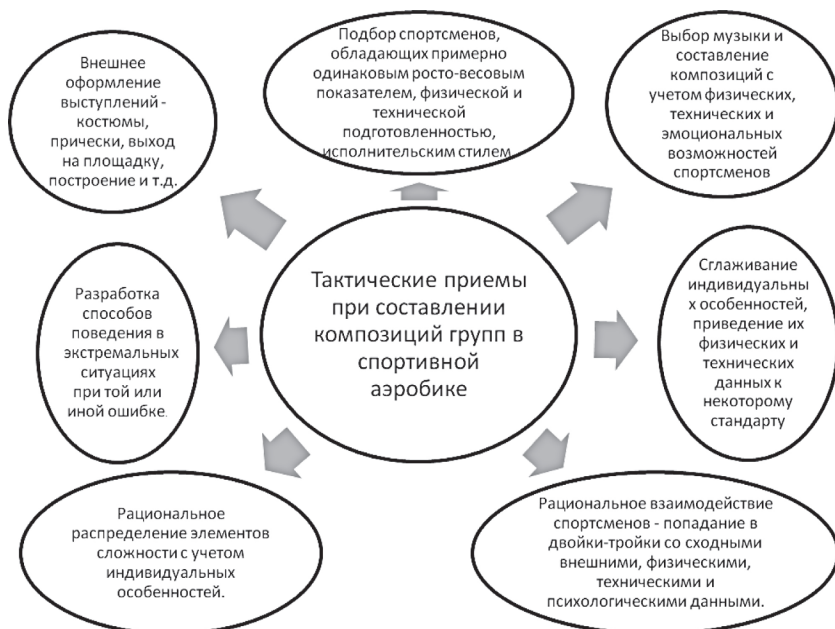 Внешнее
оформление
выступлений -
костюмы,
прически, выход
на площадку,
построение и т.д.
Подбор спортсменов,
обладающих примерно
одинаковым росто-весовым
показателем, физической и
технической
подготовленностью,
исполнительским стилем
Выбор музыки и
составление
композиций с
учетом физических,
технических и
эмоциональных
возможностей
спортсменов
Тактические приемы
при составлении
композиций групп в
спортивной
аэробике
Разработка
способов
поведения в
экстремальных
ситуациях
при той или
иной ошибке.
Сглаживание
индивидуальны
х особенностей,
приведение их
физических и
технических
данных к
некоторому
стандарту
Рациональное
распределение элементов
сложности с учетом
индивидуальных
особенностей.
Рациональное взаимодействие
спортсменов - попадание в
двойки-тройки со сходными
внешними, физическими,
техническими и
психологическими данными.